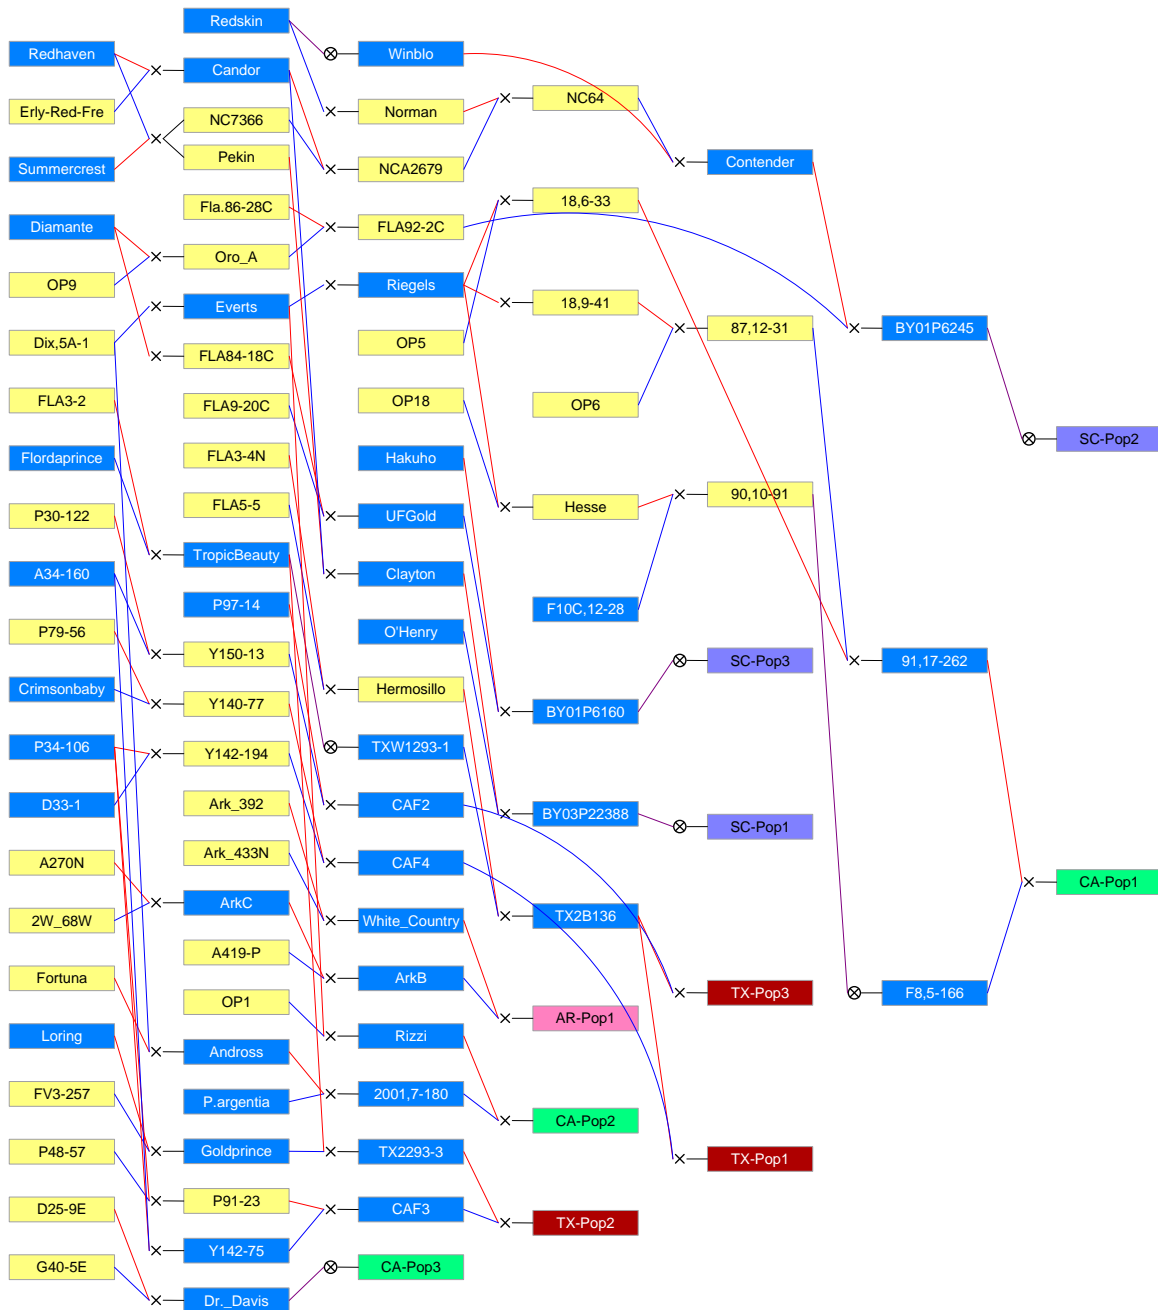 Redhaven
Erly-Red-Fre
Summercrest
Diamante
OP9
Dix,5A-1
FLA3-2
Flordaprince
P30-122
A34-160
P79-56
Crimsonbaby
P34-106
D33-1
A270N
2W_68W
Fortuna
Loring
FV3-257
P48-57
D25-9E
G40-5E
Redskin
Candor
NC7366
Pekin
Fla.86-28C
Oro_A
Everts
FLA84-18C
FLA9-20C
FLA3-4N
FLA5-5
TropicBeauty
P97-14
Y150-13
Y140-77
Y142-194
Ark_392
Ark_433N
ArkC
A419-P
OP1
Andross
P.argentia
Goldprince
P91-23
Y142-75
Dr._Davis
Winblo
Norman
NCA2679
FLA92-2C
Riegels
OP5
OP18
Hakuho
UFGold
Clayton
O'Henry
Hermosillo
TXW1293-1
CAF2
CAF4
White_Country
ArkB
Rizzi
2001,7-180
TX2293-3
CAF3
CA-Pop3
NC64
18,6-33
18,9-41
OP6
Hesse
F10C,12-28
BY01P6160
BY03P22388
TX2B136
AR-Pop1
CA-Pop2
TX-Pop2
Contender
87,12-31
90,10-91
SC-Pop3
SC-Pop1
TX-Pop3
TX-Pop1
BY01P6245
91,17-262
F8,5-166
SC-Pop2
CA-Pop1